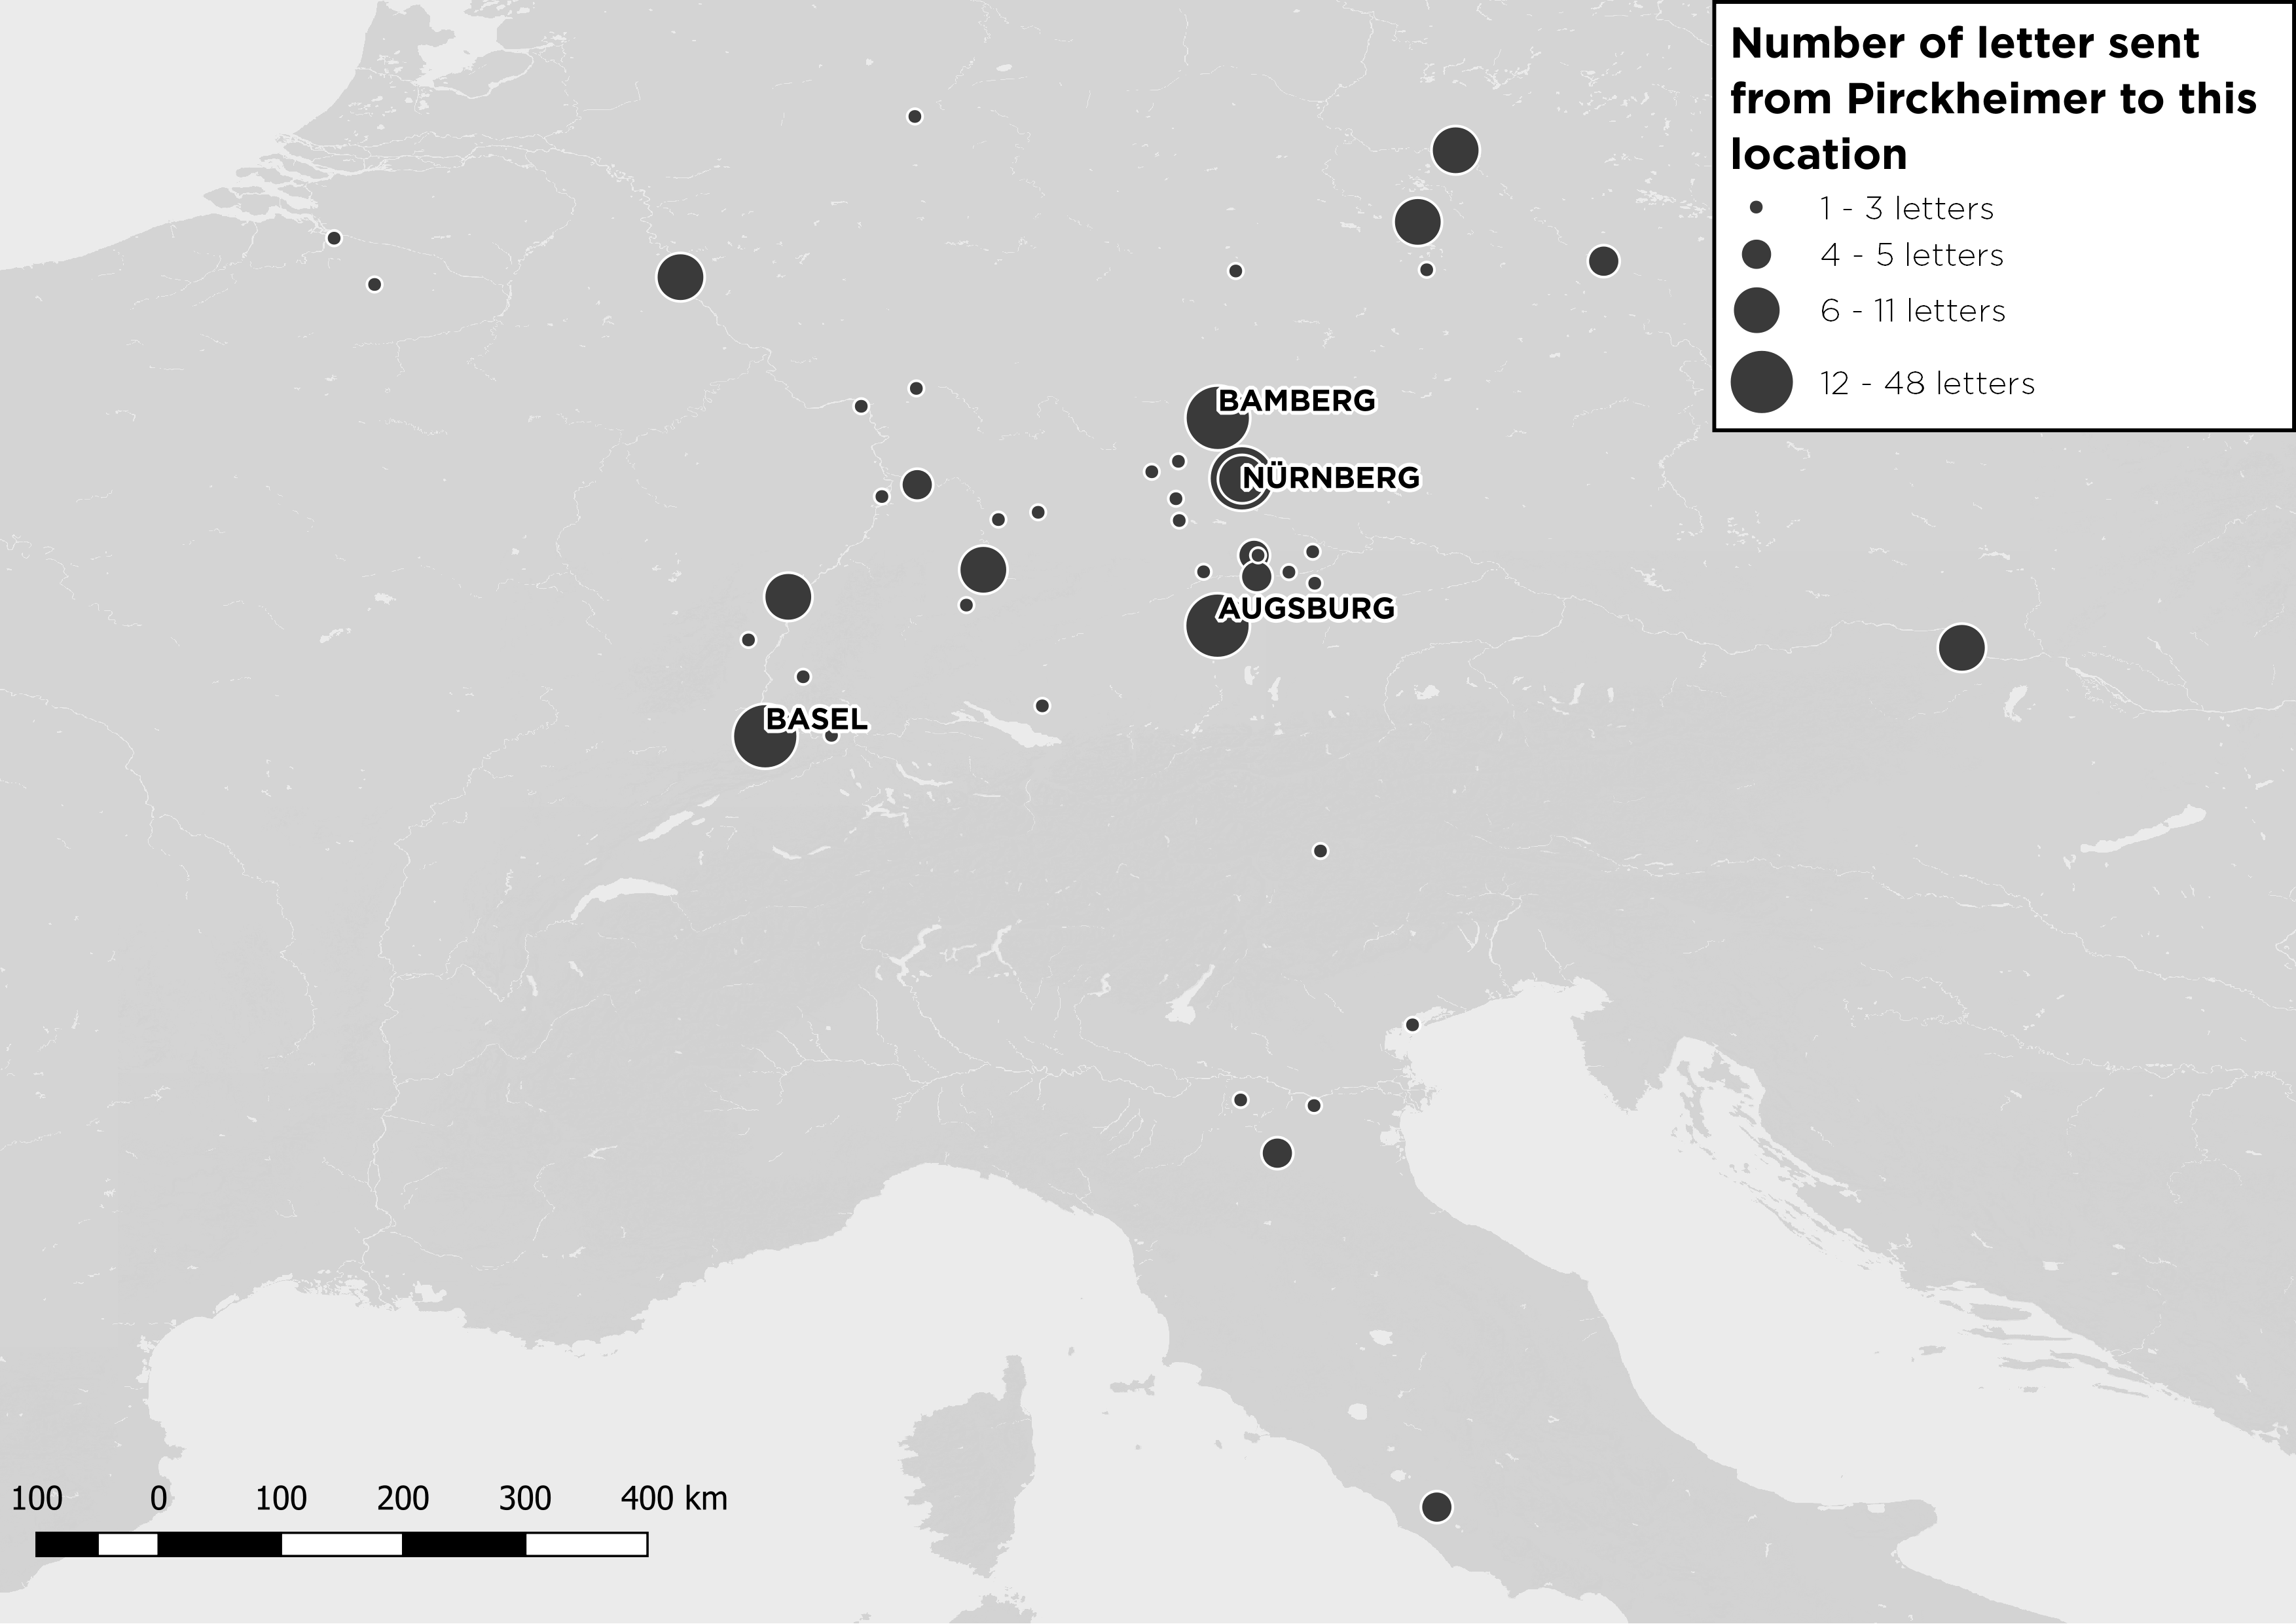 Number of letter sent
from Pirckheimer to this
location
1 - 3 letters
4 - 5 letters
6 - 11 letters
12 - 48 letters
BAMBERG
NÜRNBERG
AUGSBURG
BASEL
100 0 100 200 300 400 km